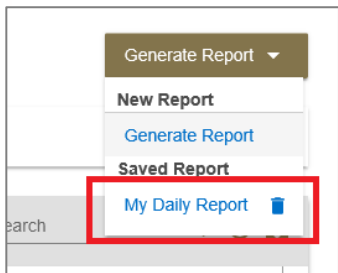 Generate Report
New Report
Generate Report
Saved Report
My Daily Report
earch